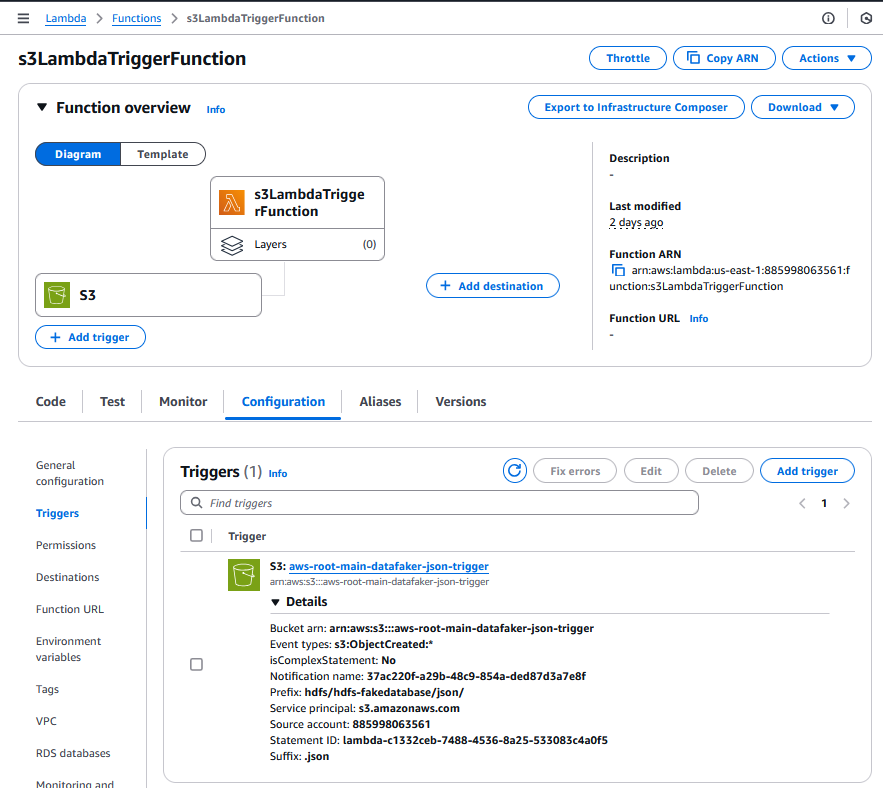 Lambda > Functions > s3LambdaTriggerFunction
s3LambdaTriggerFunction
Throttle
Copy ARN
Actions
Function overview Info
Export to Infrastructure Composer
Download
Diagram
Template
s3LambdaTrigge
rFunction
Layers (0)
S3
+ Add trigger
+ Add destination
Description
-
Last modified
2 days ago
Function ARN
arn:aws:lambda:us-east-1:885998063561:f
unction:s3LambdaTriggerFunction
Function URL Info
-
Code
Test
Monitor
Configuration
Aliases
Versions
General
configuration
Triggers
Permissions
Destinations
Function URL
Environment
variables
Tags
VPC
RDS databases
Monitoring and
Triggers (1) Info
Fix errors
Edit
Delete
Add trigger
Find triggers
< 1 >
Trigger
S3: aws-root-main-datafaker-json-trigger
arn:aws:s3:::aws-root-main-datafaker-json-trigger
Details
Bucket arn: arn:aws:s3:::aws-root-main-datafaker-json-trigger
Event types: s3:ObjectCreated:*
isComplexStatement: No
Notification name: 37ac220f-a29b-48c9-854a-ded87d3a7e8f
Prefix: hdfs/hdfs-fakedatabase/json/
Service principal: s3.amazonaws.com
Source account: 885998063561
Statement ID: lambda-c1332ceb-7488-4536-8a25-533083c4a0f5
Suffix: .json